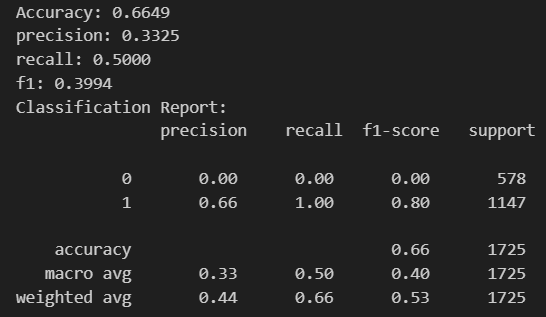 Accuracy: 0.6649
precision: 0.3325
recall: 0.5000
f1: 0.3994
Classification Report:
precision recall f1-score support
0 0.00 0.00 0.00 578
1 0.66 1.00 0.80 1147
accuracy 0.66 1725
macro avg 0.33 0.50 0.40 1725
weighted avg 0.44 0.66 0.53 1725